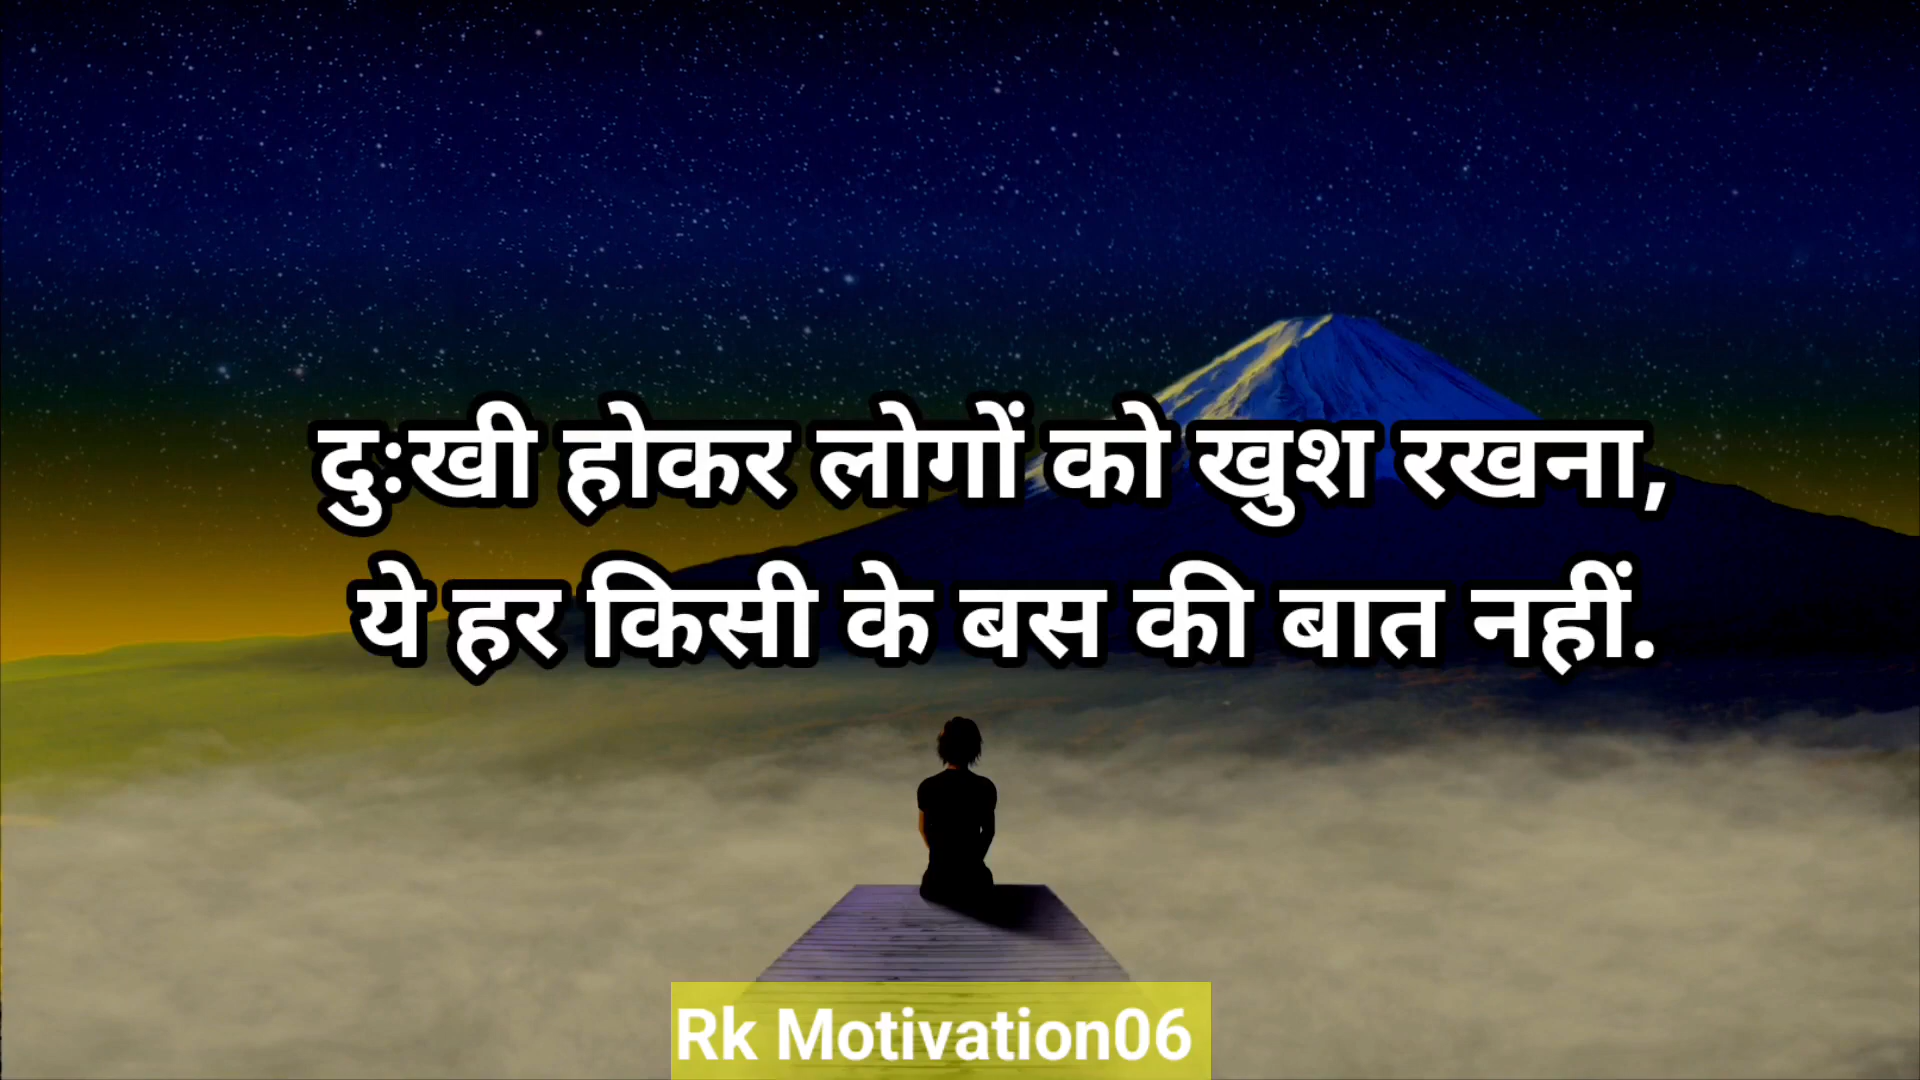 दुःखी होकर लोगों को खुश रखना,
ये हर किसी के बस की बात नहीं.
Rk Motivation06